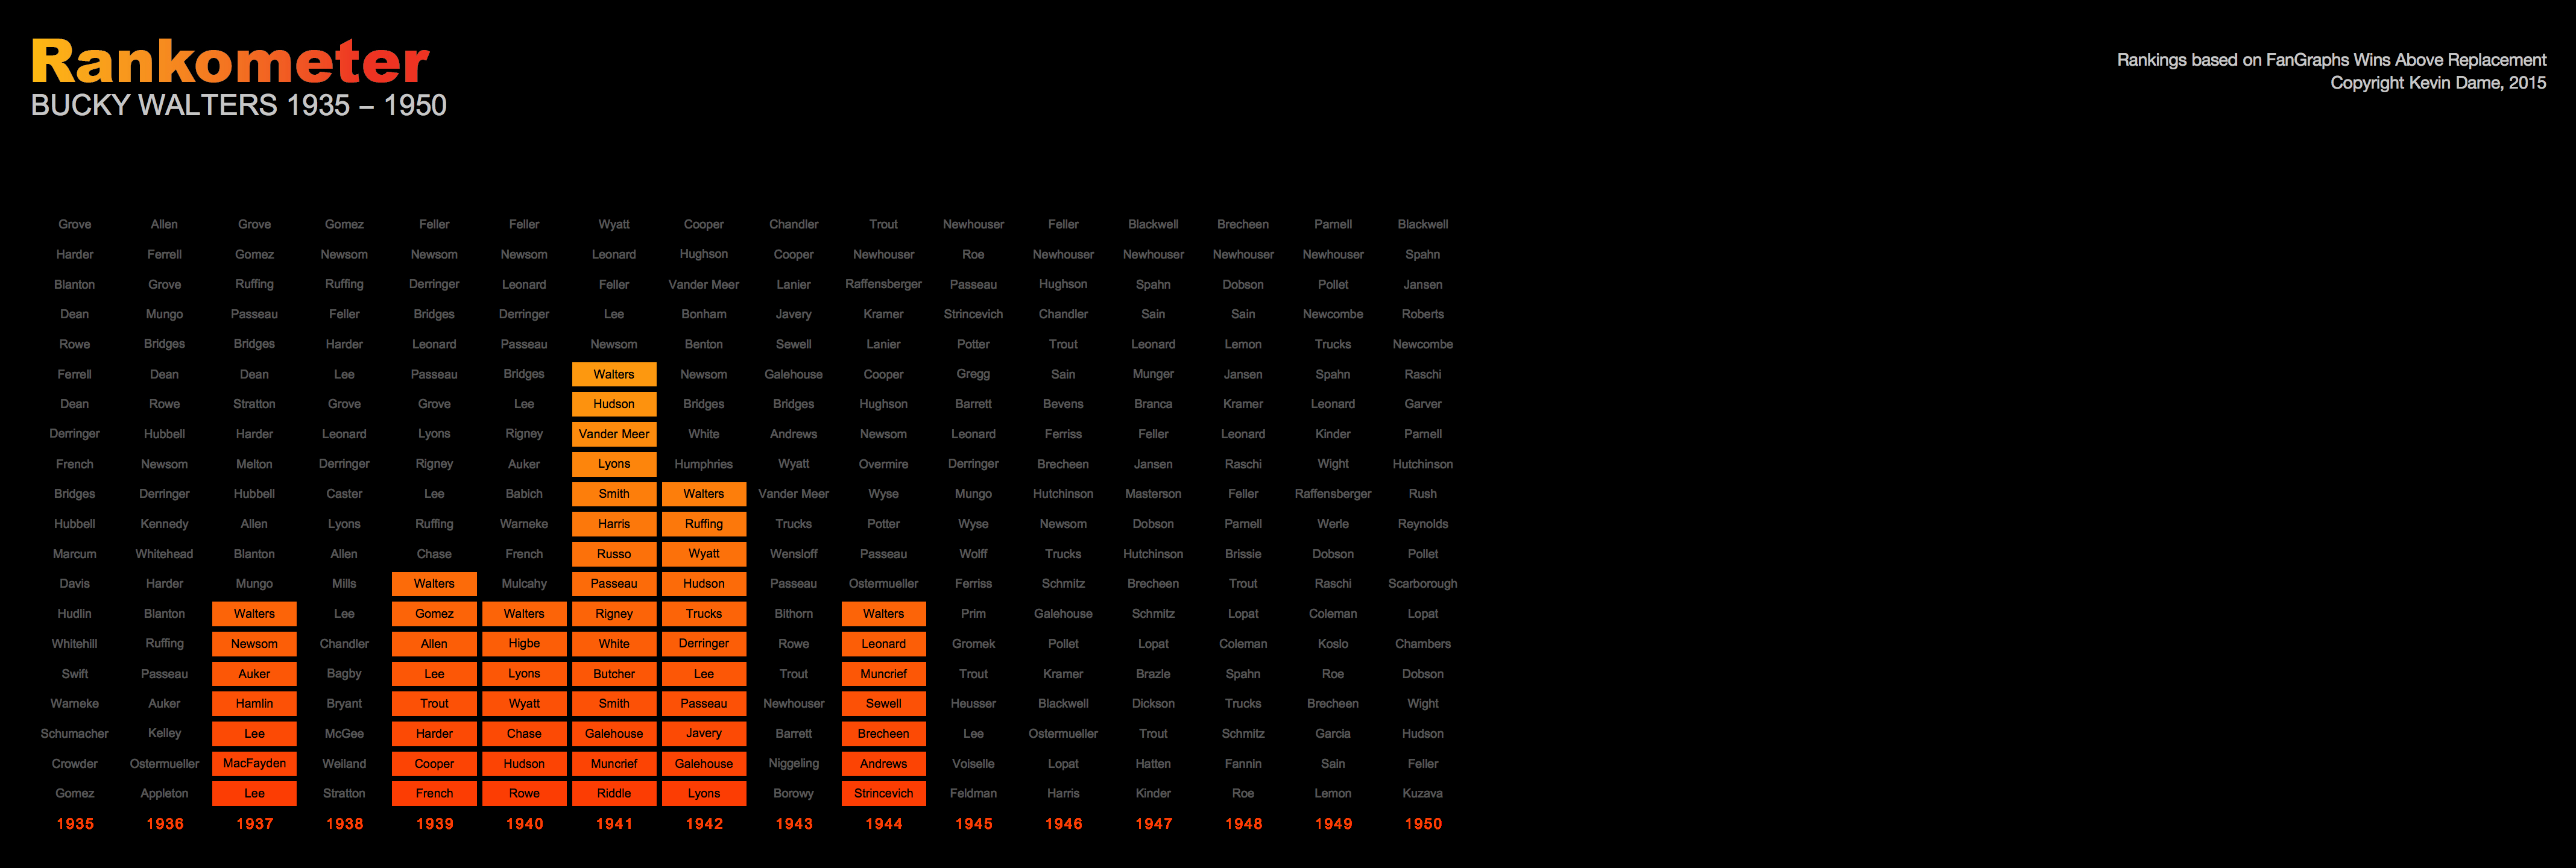 Rankometer
BUCKY WALTERS 1935 – 1950
Rankings based on FanGraphs Wins Above Replacement
Copyright Kevin Dame, 2015
Grove Allen Grove Gomez Feller Feller Wyatt Cooper Chandler Trout Newhouser Feller Blackwell Brecheen Parnell Blackwell
Harder Ferrell Gomez Newsom Newsom Newsom Leonard Hughson Cooper Newhouser Roe Newhouser Newhouser Newhouser Newhouser Spahn
Blanton Grove Ruffing Ruffing Derringer Leonard Feller Vander Meer Lanier Raffensberger Passeau Hughson Spahn Dobson Pollet Jansen
Dean Mungo Passeau Feller Bridges Derringer Lee Bonham Javery Kramer Strincevich Chandler Sain Sain Newcombe Roberts
Rowe Bridges Bridges Harder Leonard Passeau Newsom Benton Sewell Lanier Potter Trout Leonard Lemon Trucks Newcombe
Ferrell Dean Dean Lee Passeau Bridges Walters Newsom Galehouse Cooper Gregg Sain Munger Jansen Spahn Raschi
Dean Rowe Stratton Grove Grove Lee Hudson Bridges Bridges Hughson Barrett Bevens Branca Kramer Leonard Garver
Derringer Hubbell Harder Leonard Lyons Rigney Vander Meer White Andrews Newsom Leonard Ferriss Feller Leonard Kinder Parnell
French Newsom Melton Derringer Rigney Auker Lyons Humphries Wyatt Overmire Derringer Brecheen Jansen Raschi Wight Hutchinson
Bridges Derringer Hubbell Caster Lee Babich Smith Walters Vander Meer Wyse Mungo Hutchinson Masterson Feller Raffensberger Rush
Hubbell Kennedy Allen Lyons Ruffing Warneke Harris Ruffing Trucks Potter Wyse Newsom Dobson Parnell Werle Reynolds
Marcum Whitehead Blanton Allen Chase French Russo Wyatt Wensloff Passeau Wolff Trucks Hutchinson Brissie Dobson Pollet
Davis Harder Mungo Mills Walters Mulcahy Passeau Hudson Passeau Ostermueller Ferriss Schmitz Brecheen Trout Raschi Scarborough
Hudlin Blanton Walters Lee Gomez Walters Rigney Trucks Bithorn Walters Prim Galehouse Schmitz Lopat Coleman Lopat
Whitehill Ruffing Newsom Chandler Allen Higbe White Derringer Rowe Leonard Gromek Pollet Lopat Coleman Koslo Chambers
Swift Passeau Auker Bagby Lee Lyons Butcher Lee Trout Muncrief Trout Kramer Brazle Spahn Roe Dobson
Warneke Auker Hamlin Bryant Trout Wyatt Smith Passeau Newhouser Sewell Heusser Blackwell Dickson Trucks Brecheen Wight
Schumacher Kelley Lee McGee Harder Chase Galehouse Javery Barrett Brecheen Lee Ostermueller Trout Schmitz Garcia Hudson
Crowder Ostermueller MacFayden Weiland Cooper Hudson Muncrief Galehouse Niggeling Andrews Voiselle Lopat Hatten Fannin Sain Feller
Gomez Appleton Lee Stratton French Rowe Riddle Lyons Borowy Strincevich Feldman Harris Kinder Roe Lemon Kuzava
1935 1936 1937 1938 1939 1940 1941 1942 1943 1944 1945 1946 1947 1948 1949 1950